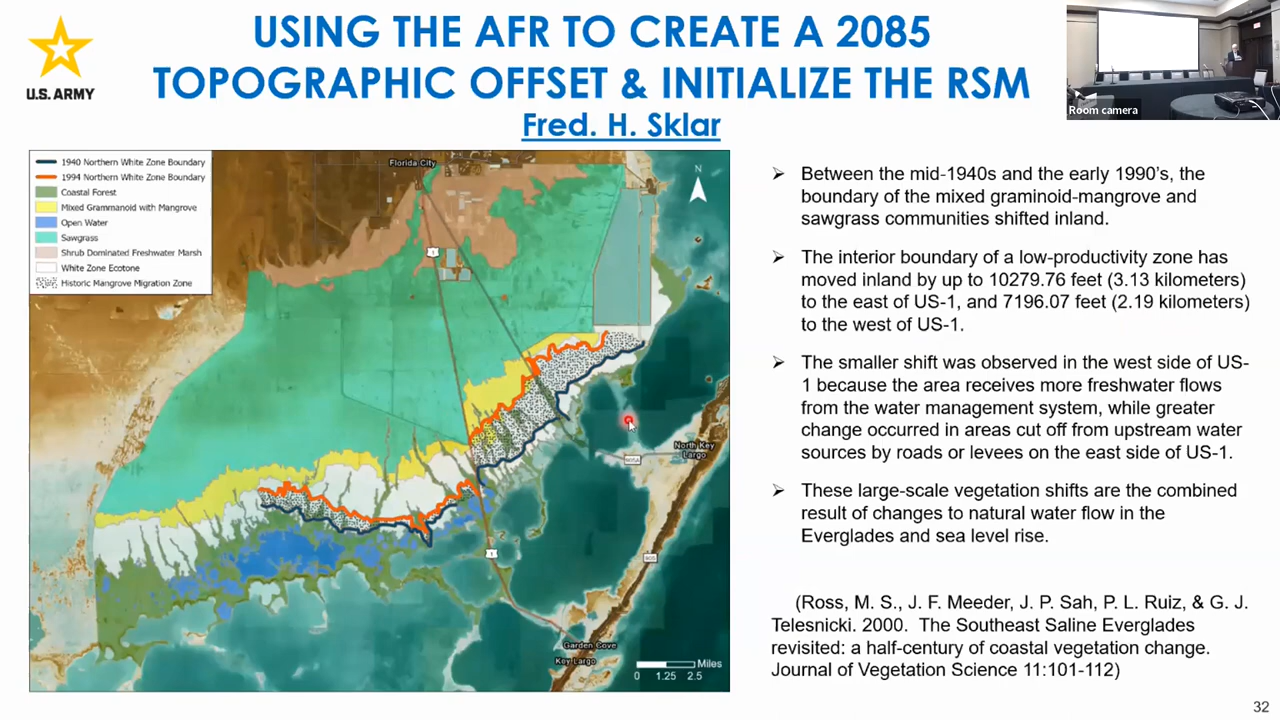 USING THE AFR TO CREATE A 2085
TOPOGRAPHIC OFFSET & INITIALIZE THE RSM
Fred. H. Sklar
U.S. ARMY
Room camera
1940 Northern White Zone Boundary
1994 Northern White Zone Boundary
Coastal Forest
Mixed Grammanoid with Mangrove
Open Water
Sawgrass
Shrub Dominated Freshwater Marsh
White Zone Ecotone
Historic Mangrove Migration Zone
Florida City
N
1
North Key
Largo
905A
1
905
Garden Cove
Key Largo
Miles
0 1.25 2.5
➢ Between the mid-1940s and the early 1990's, the
boundary of the mixed graminoid-mangrove and
sawgrass communities shifted inland.
➢ The interior boundary of a low-productivity zone has
moved inland by up to 10279.76 feet (3.13 kilometers)
to the east of US-1, and 7196.07 feet (2.19 kilometers)
to the west of US-1.
➢ The smaller shift was observed in the west side of US-
1 because the area receives more freshwater flows
from the water management system, while greater
change occurred in areas cut off from upstream water
sources by roads or levees on the east side of US-1.
➢ These large-scale vegetation shifts are the combined
result of changes to natural water flow in the
Everglades and sea level rise.
(Ross, M. S., J. F. Meeder, J. P. Sah, P. L. Ruiz, & G. J.
Telesnicki. 2000. The Southeast Saline Everglades
revisited: a half-century of coastal vegetation change.
Journal of Vegetation Science 11:101-112)
32